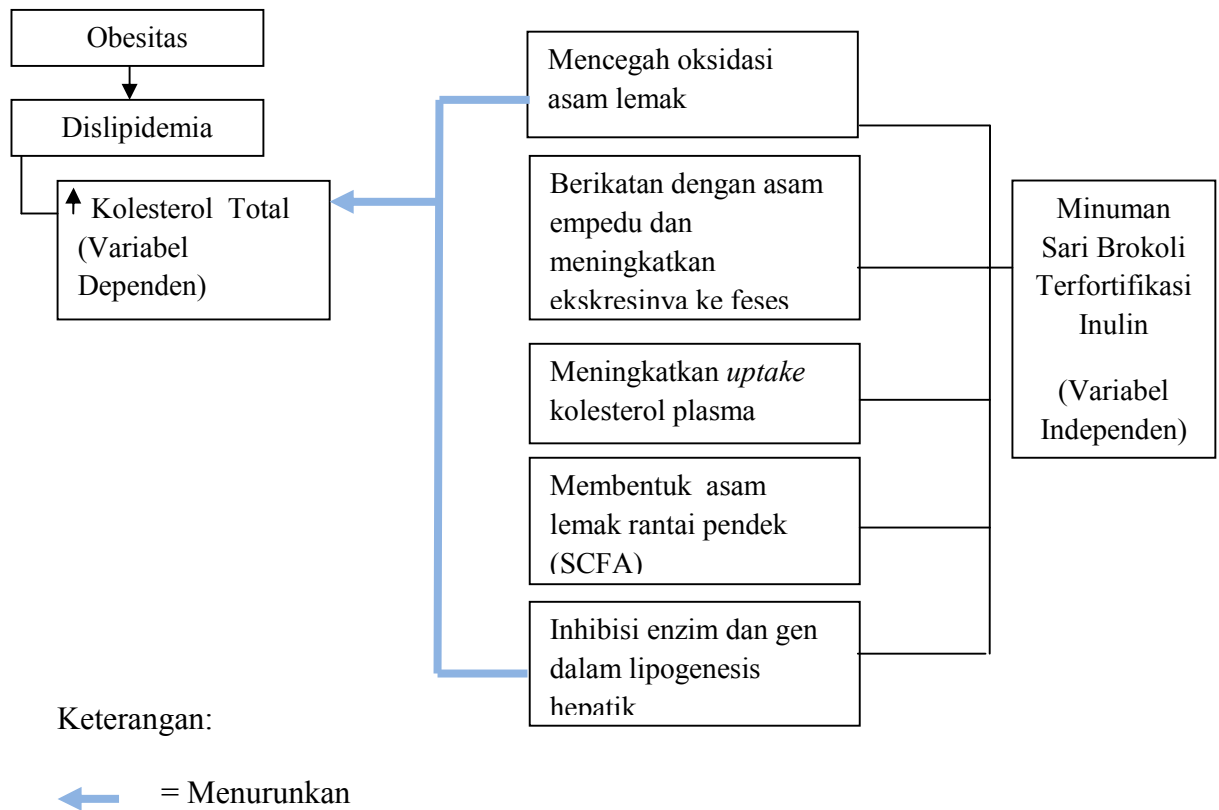 Obesitas
Dislipidemia
Kolesterol Total
(Variabel
Dependen)
Mencegah oksidasi
asam lemak
Berikatan dengan asam
empedu dan
meningkatkan
ekskresinya ke feses
Meningkatkan uptake
kolesterol plasma
Membentuk asam
lemak rantai pendek
(SCFA)
Inhibisi enzim dan gen
dalam lipogenesis
hepatik
Minuman
Sari Brokoli
Terfortifikasi
Inulin
(Variabel
Independen)
Keterangan:
= Menurunkan